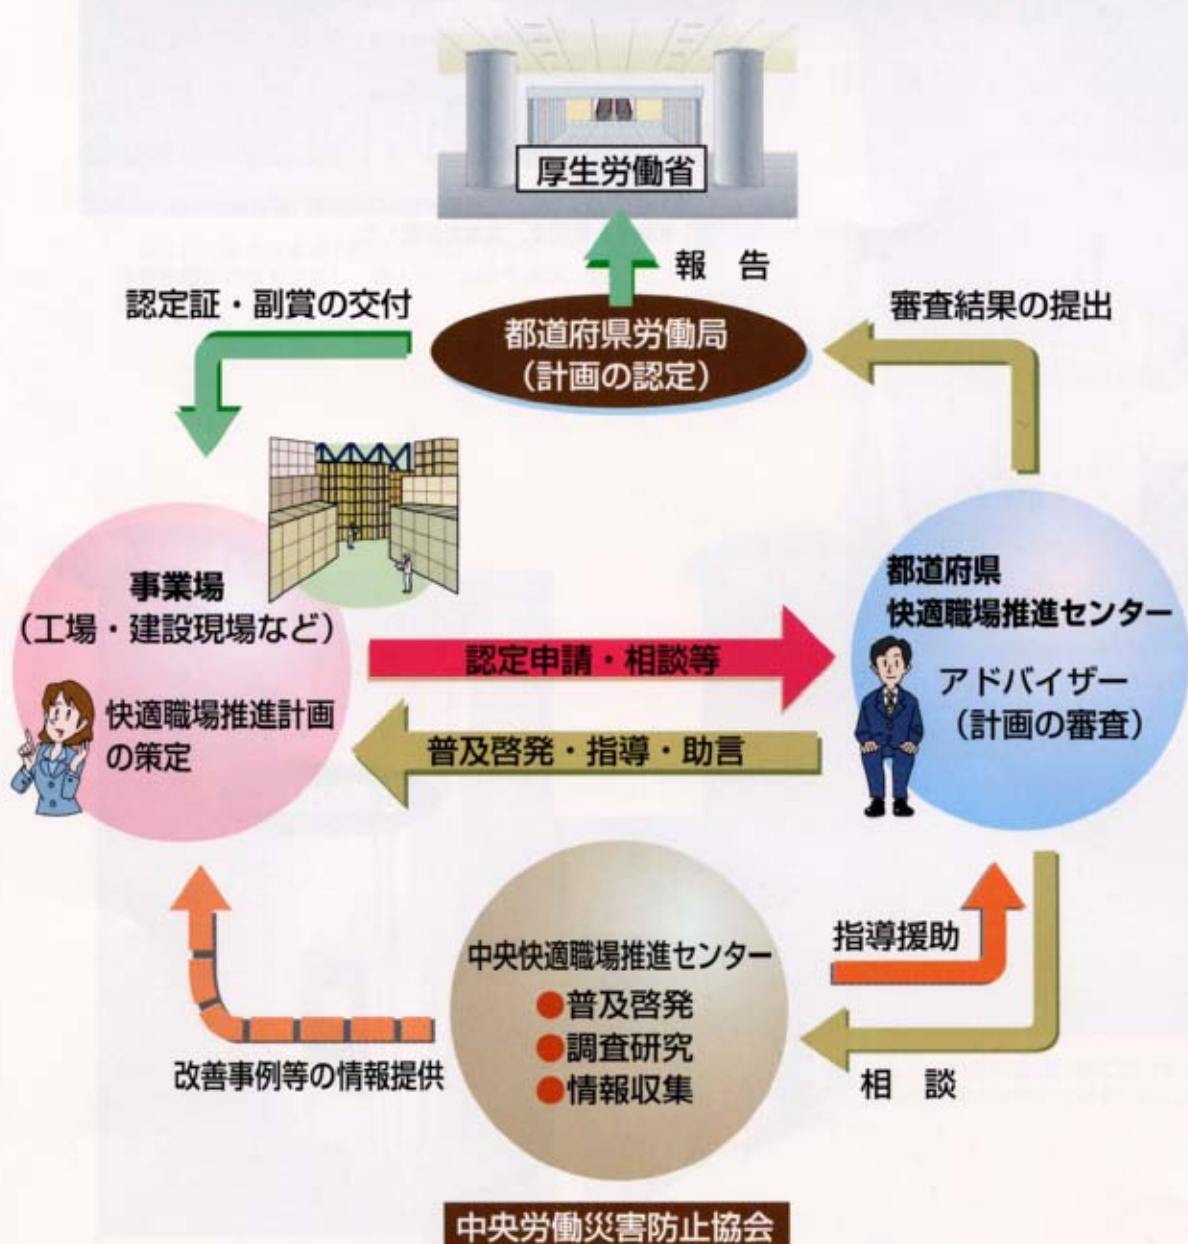 厚生労働省
報　告
認定証・副賞の交付
都道府県労働局
（計画の認定）
審査結果の提出
事業場
（工場・建設現場など）
快適職場推進計画
の策定
認定申請・相談等
普及啓発・指導・助言
都道府県
快適職場推進センター
アドバイザー
（計画の審査）
中央快適職場推進センター
●普及啓発
●調査研究
●情報収集
指導援助
相　談
改善事例等の情報提供
中央労働災害防止協会